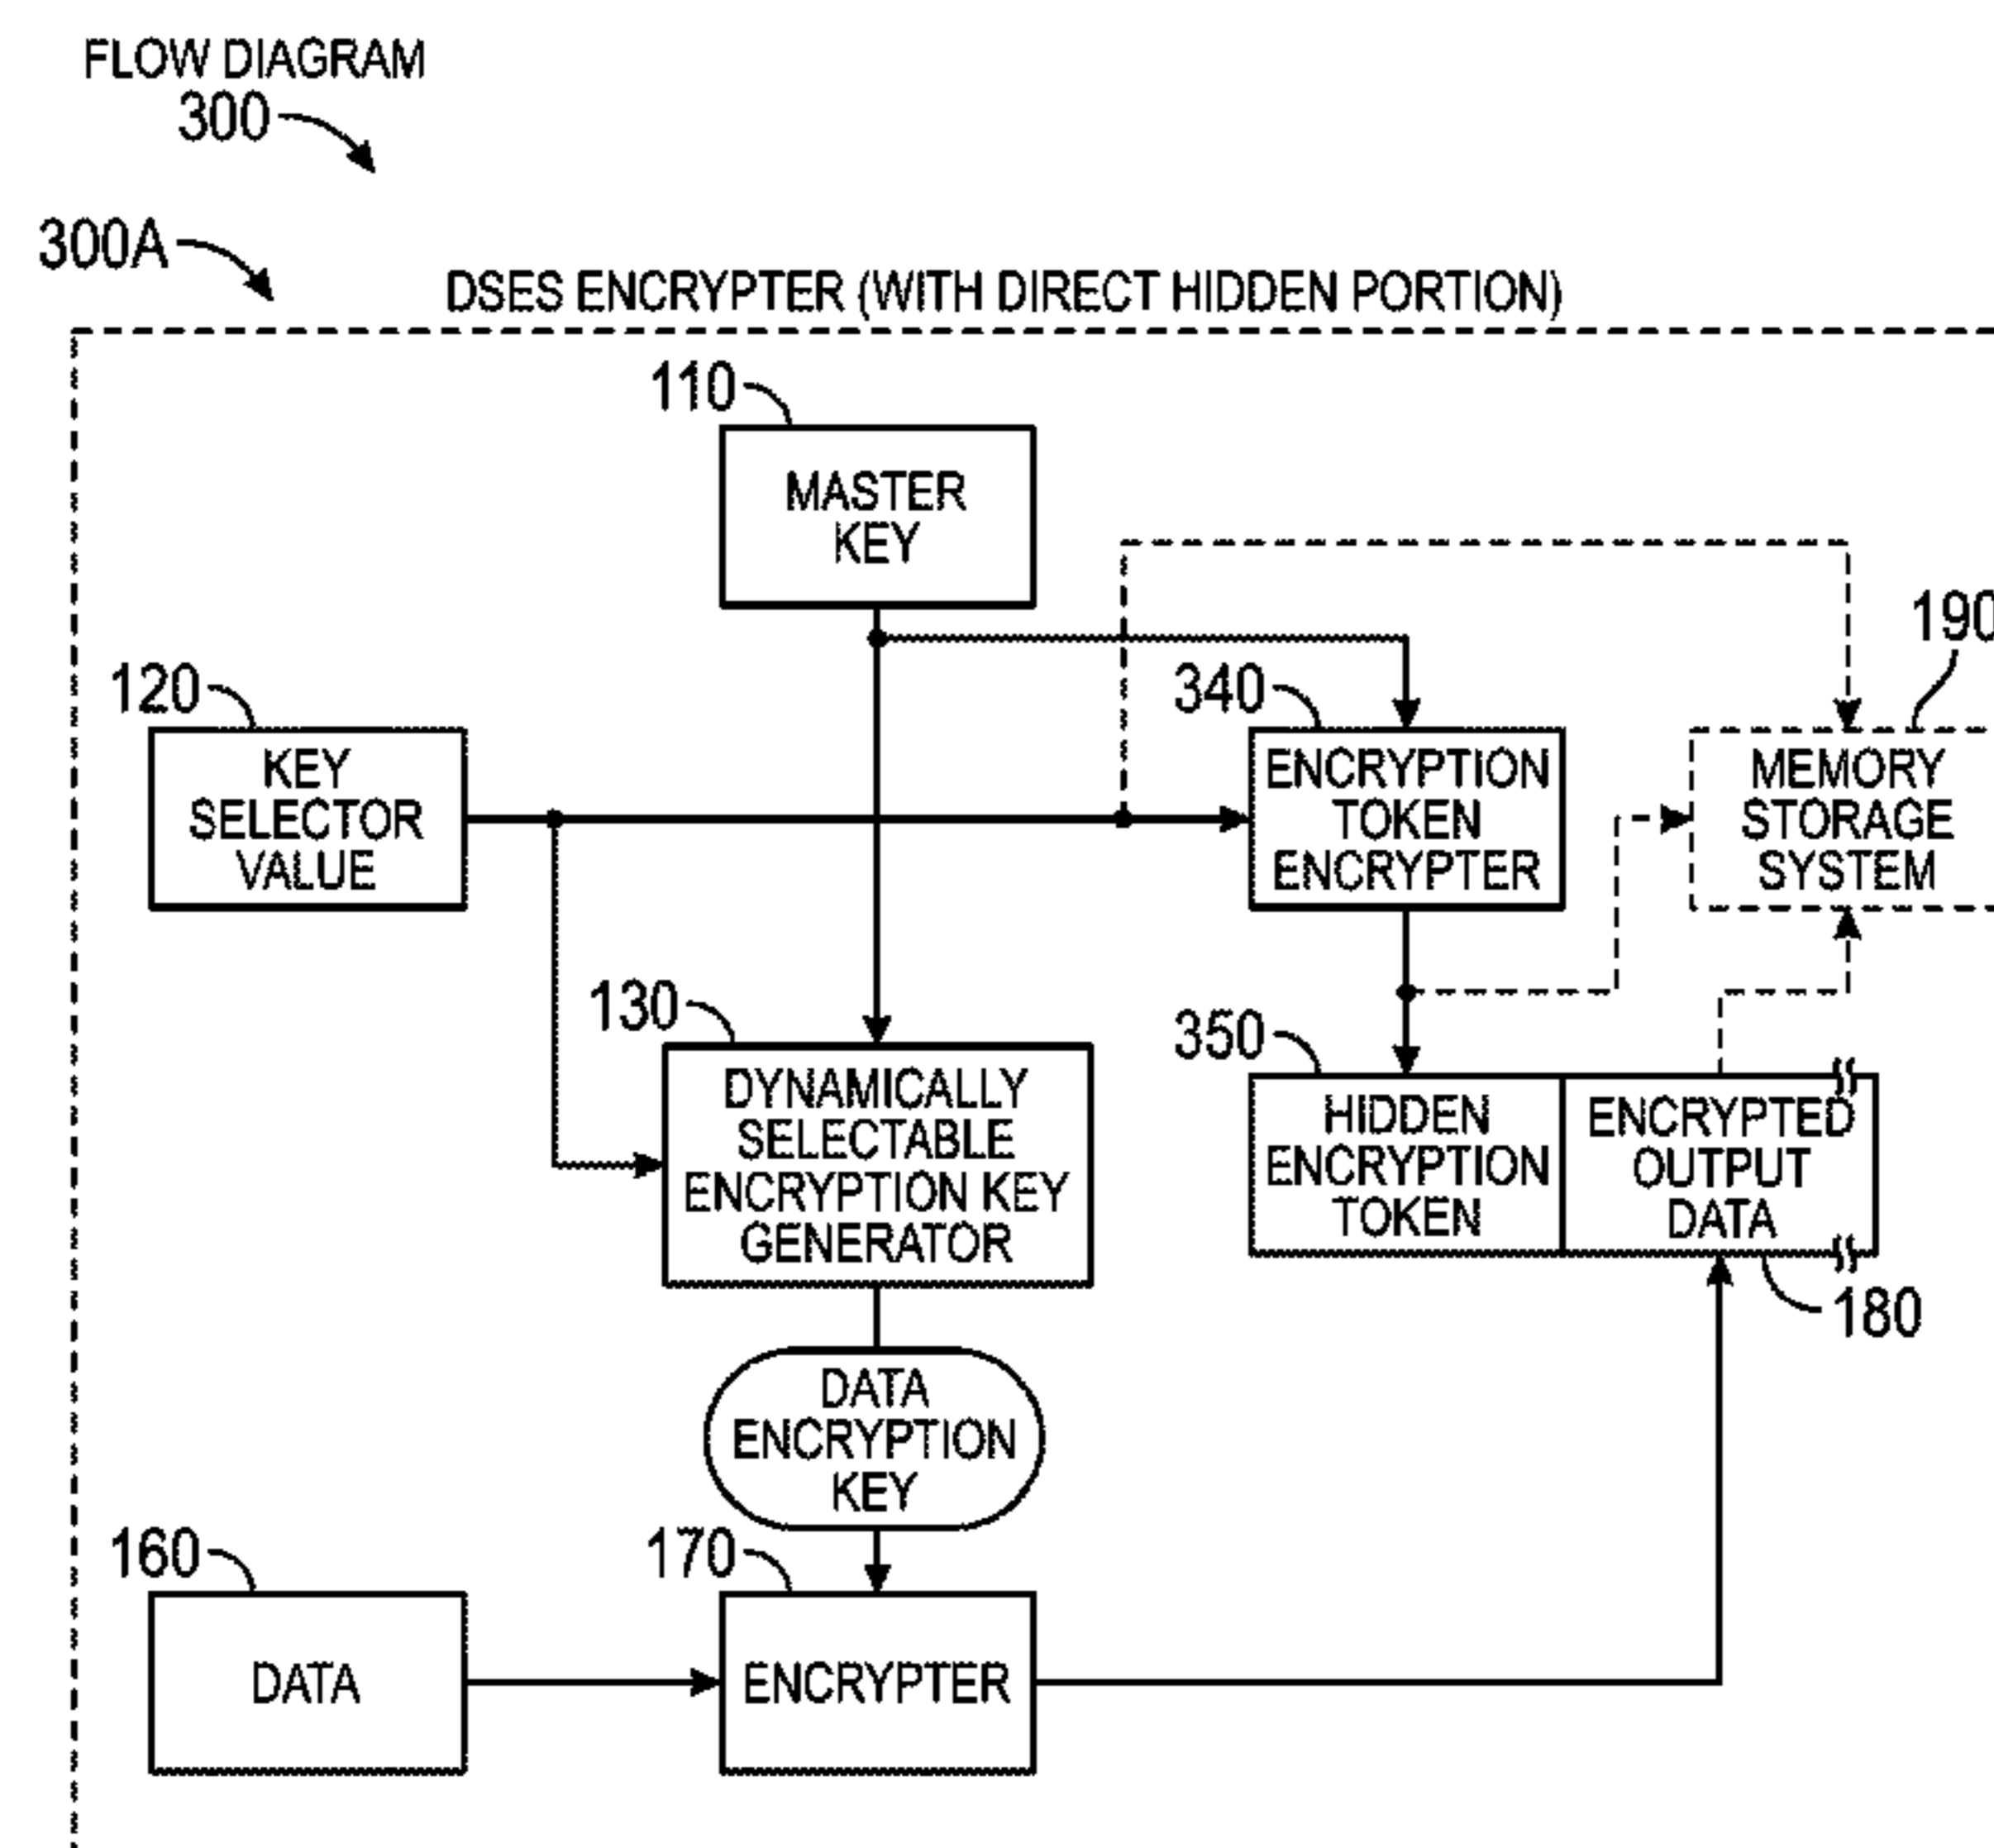 FLOW DIAGRAM
300
300A
DSES ENCRYPTER (WITH DIRECT HIDDEN PORTION)
110
MASTER
KEY
190
120
KEY
SELECTOR
VALUE
340
ENCRYPTION
TOKEN
ENCRYPTER
MEMORY
STORAGE
SYSTEM
130
DYNAMICALLY
SELECTABLE
ENCRYPTION KEY
GENERATOR
350
HIDDEN
ENCRYPTION
TOKEN
ENCRYPTED
OUTPUT
DATA
180
DATA
ENCRYPTION
KEY
160
DATA
170
ENCRYPTER